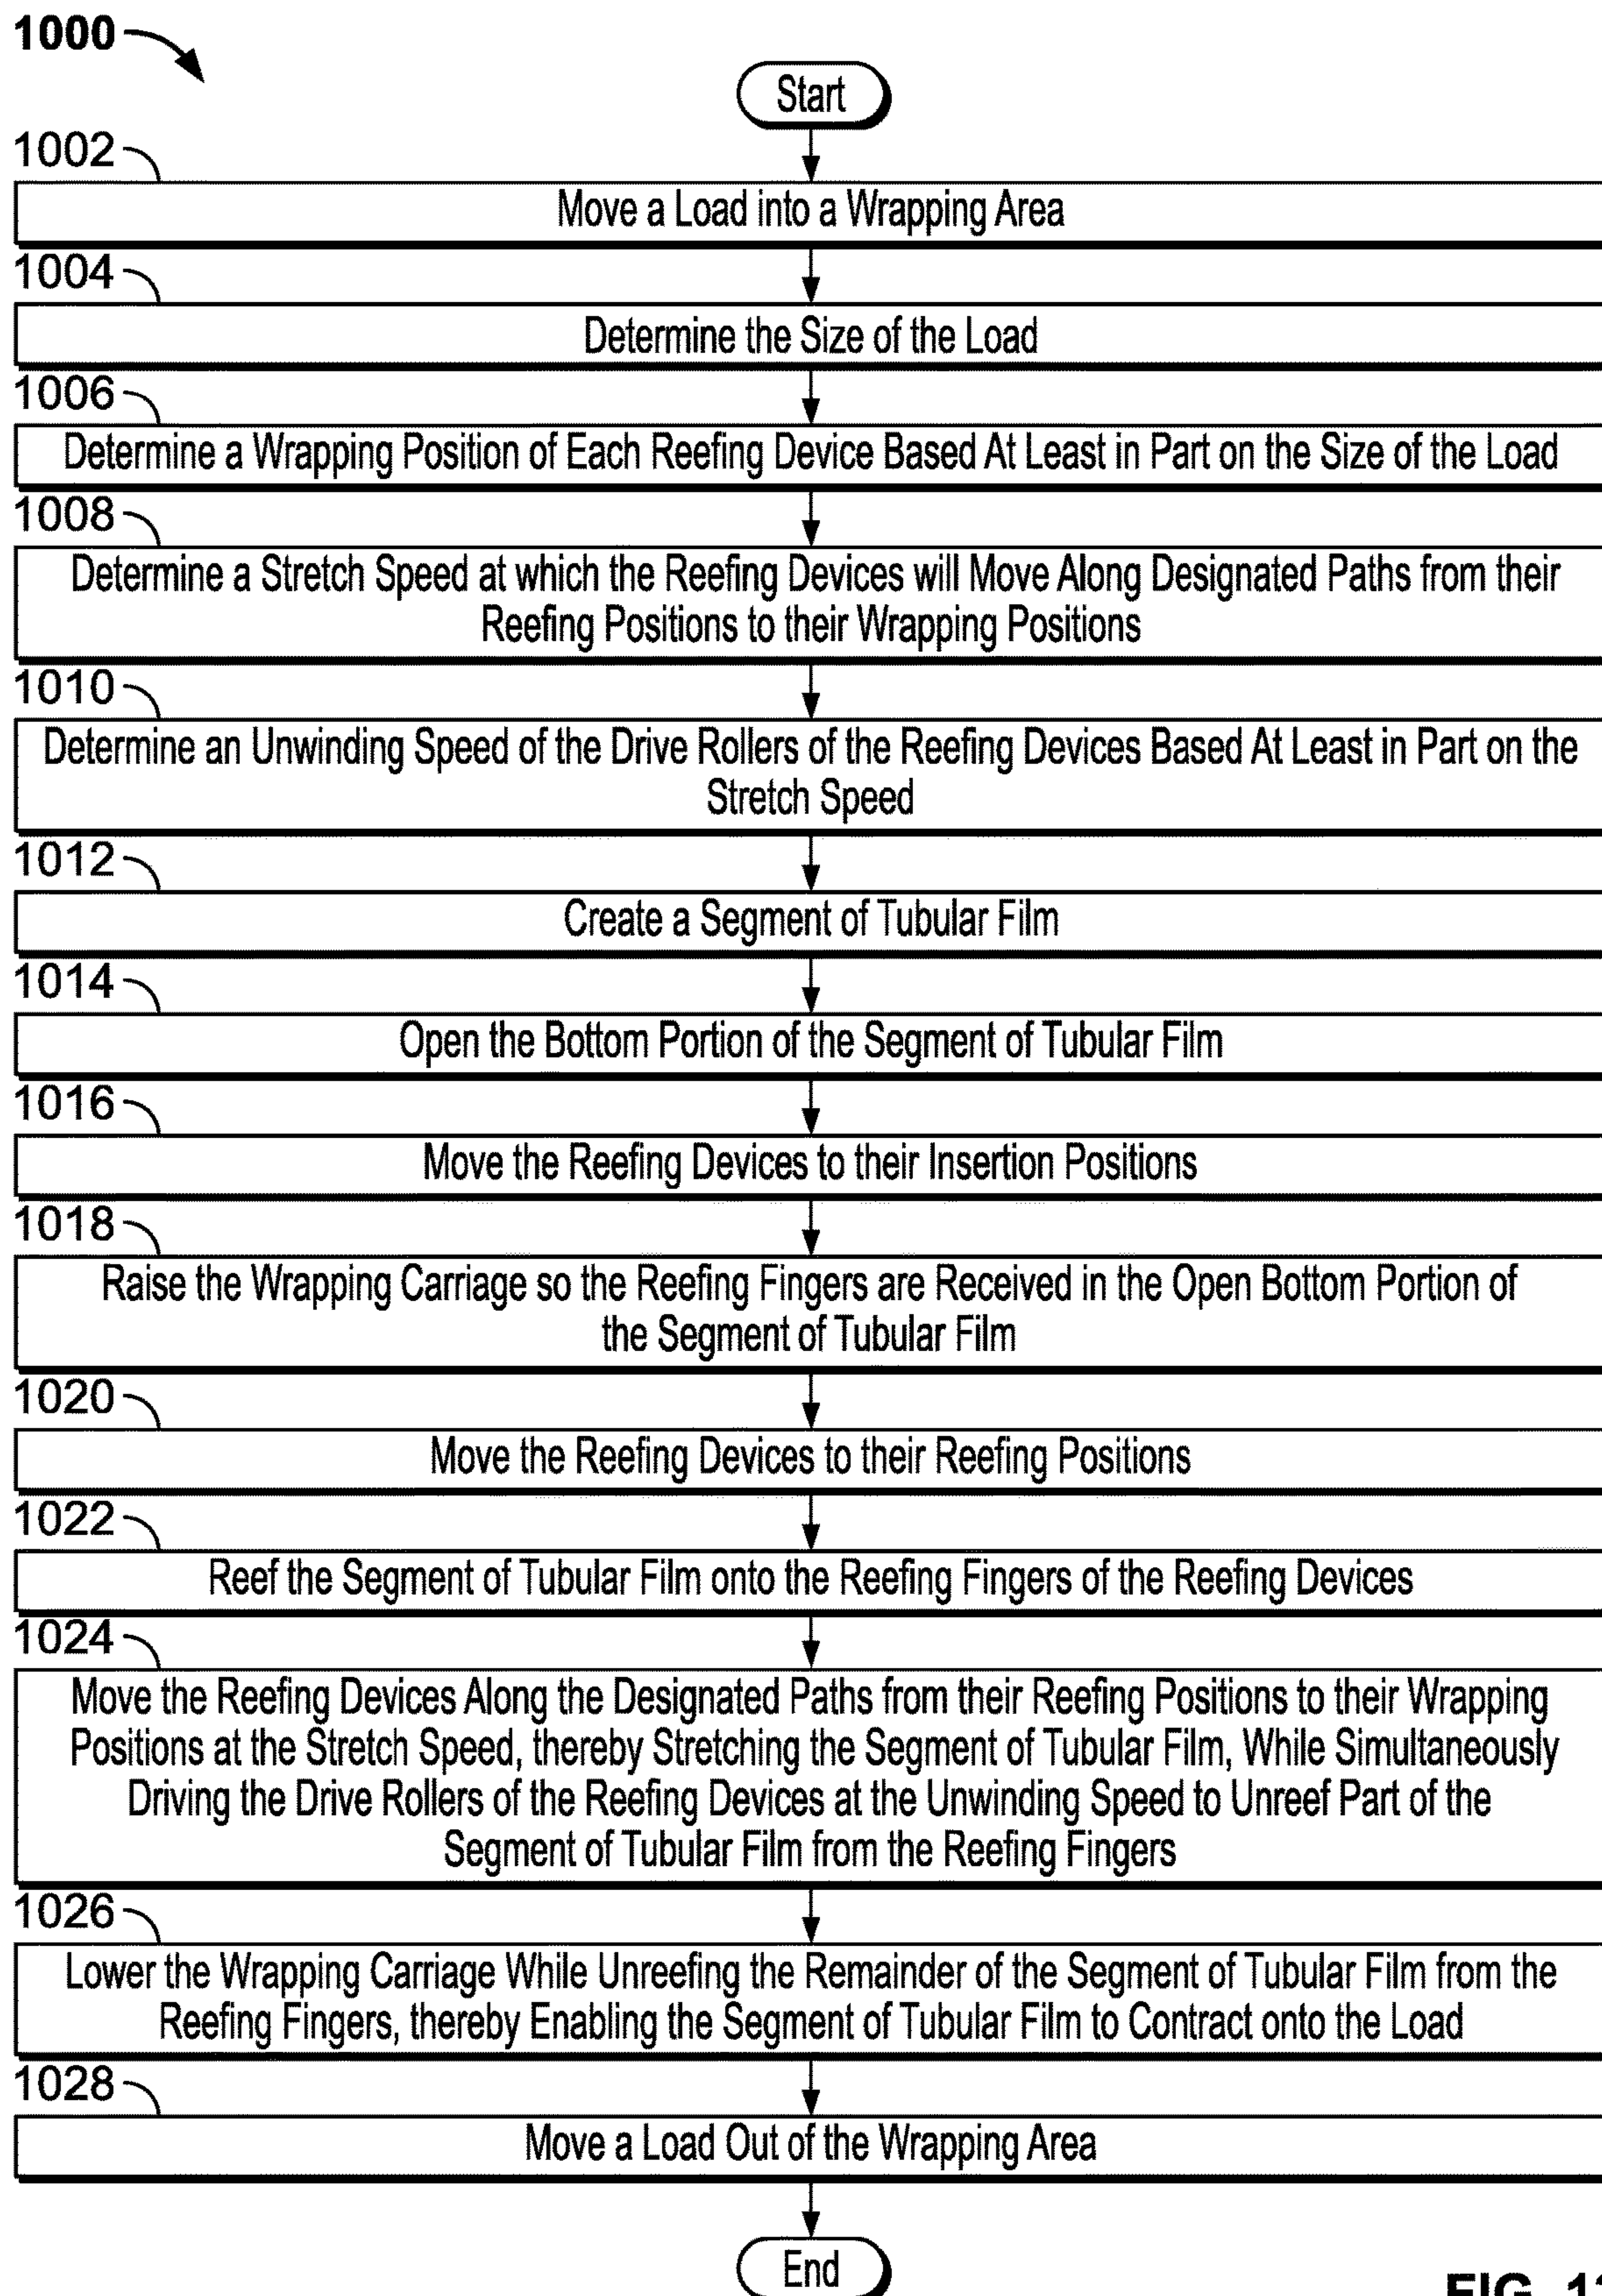 1000
Start
1002
Move a Load into a Wrapping Area
1004
Determine the Size of the Load
1006
Determine a Wrapping Position of Each Reefing Device Based At Least in Part on the Size of the Load
1008
Determine a Stretch Speed at which the Reefing Devices will Move Along Designated Paths from their
Reefing Positions to their Wrapping Positions
1010
Determine an Unwinding Speed of the Drive Rollers of the Reefing Devices Based At Least in Part on the
Stretch Speed
1012
Create a Segment of Tubular Film
1014
Open the Bottom Portion of the Segment of Tubular Film
1016
Move the Reefing Devices to their Insertion Positions
1018
Raise the Wrapping Carriage so the Reefing Fingers are Received in the Open Bottom Portion of
the Segment of Tubular Film
1020
Move the Reefing Devices to their Reefing Positions
1022
Reef the Segment of Tubular Film onto the Reefing Fingers of the Reefing Devices
1024
Move the Reefing Devices Along the Designated Paths from their Reefing Positions to their Wrapping
Positions at the Stretch Speed, thereby Stretching the Segment of Tubular Film, While Simultaneously
Driving the Drive Rollers of the Reefing Devices at the Unwinding Speed to Unreef Part of the
Segment of Tubular Film from the Reefing Fingers
1026
Lower the Wrapping Carriage While Unreefing the Remainder of the Segment of Tubular Film from the
Reefing Fingers, thereby Enabling the Segment of Tubular Film to Contract onto the Load
1028
Move a Load Out of the Wrapping Area
End
FIG.